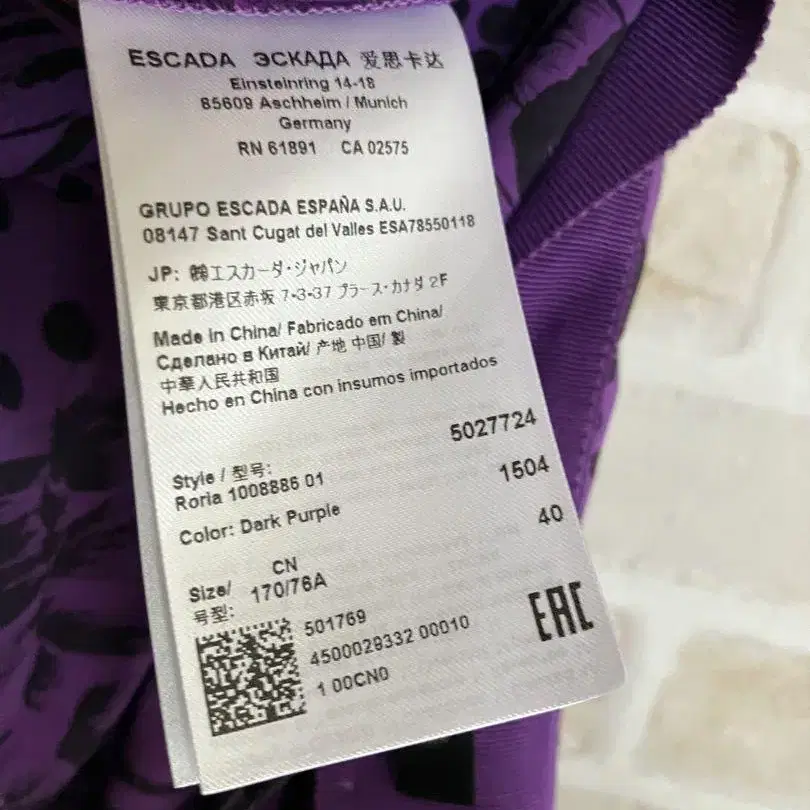 ESCADA ЭСКАДА 爱思卡达
Einsteinring 14-18
85609 Aschheim / Munich
Germany
RN 61891 CA 02575
GRUPO ESCADA ESPAÑA S.A.U.
08147 Sant Cugat del Valles ESA78550118
JP: ㈱エスカーダ・ジャパン
東京都港区赤坂 7-3-37 プラース・カナダ 2F
Made in China/ Fabricado em China/
Сделано в Китай/ 产地 中国/ 製
中華人民共和国
Hecho en China con insumos importados
5027724
Style / 型号:
Roria 1008886 01
1504
Color: Dark Purple
40
CN
Size/ 170/76A
号型:
501769
4500029332 00010
1 00CN0
EAC